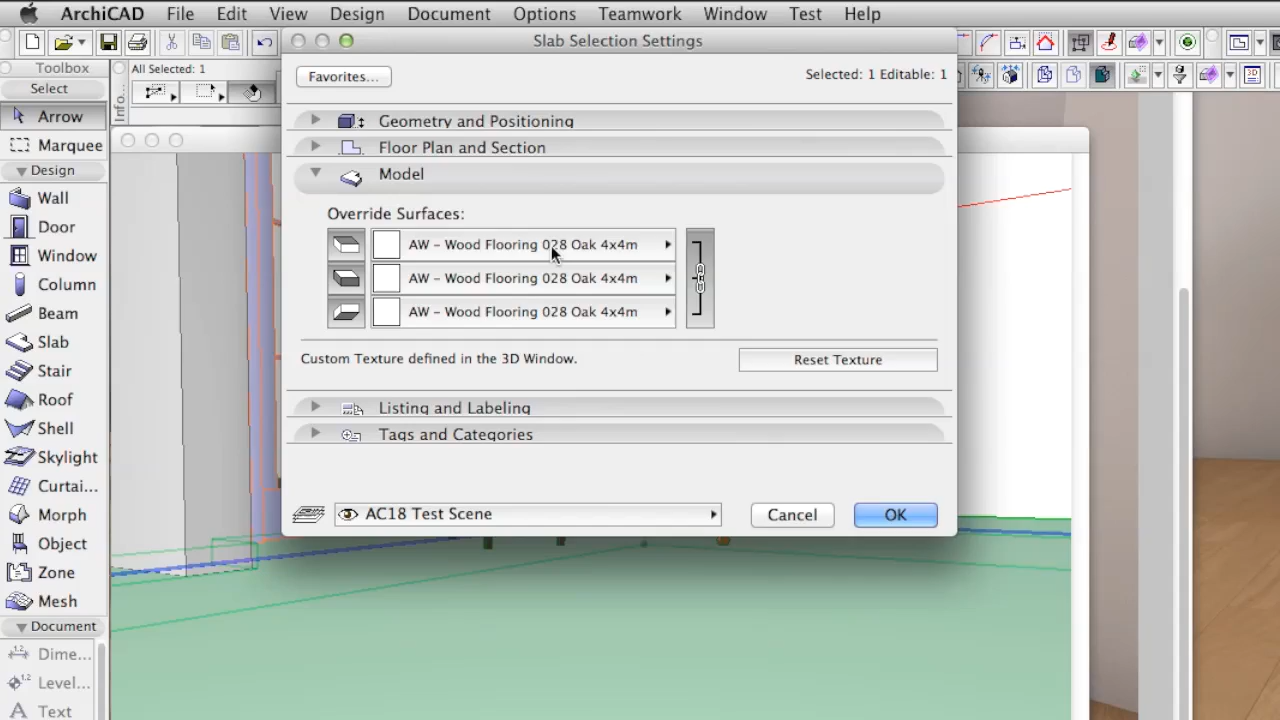 ArchiCAD File Edit View Design Document Options Teamwork Window Test Help
Slab Selection Settings
Toolbox
All Selected: 1
Favorites...
Selected: 1 Editable: 1
Select
Info...
Arrow
Marquee
Design
Wall
Door
Window
Column
Beam
Slab
Stair
Roof
Shell
Skylight
Curtai...
Morph
Object
Zone
Mesh
Document
Dime...
Level...
Text
Geometry and Positioning
Floor Plan and Section
Model
Override Surfaces:
AW - Wood Flooring 028 Oak 4x4m
AW - Wood Flooring 028 Oak 4x4m
AW - Wood Flooring 028 Oak 4x4m
Custom Texture defined in the 3D Window.
Reset Texture
Listing and Labeling
Tags and Categories
AC18 Test Scene
Cancel
OK